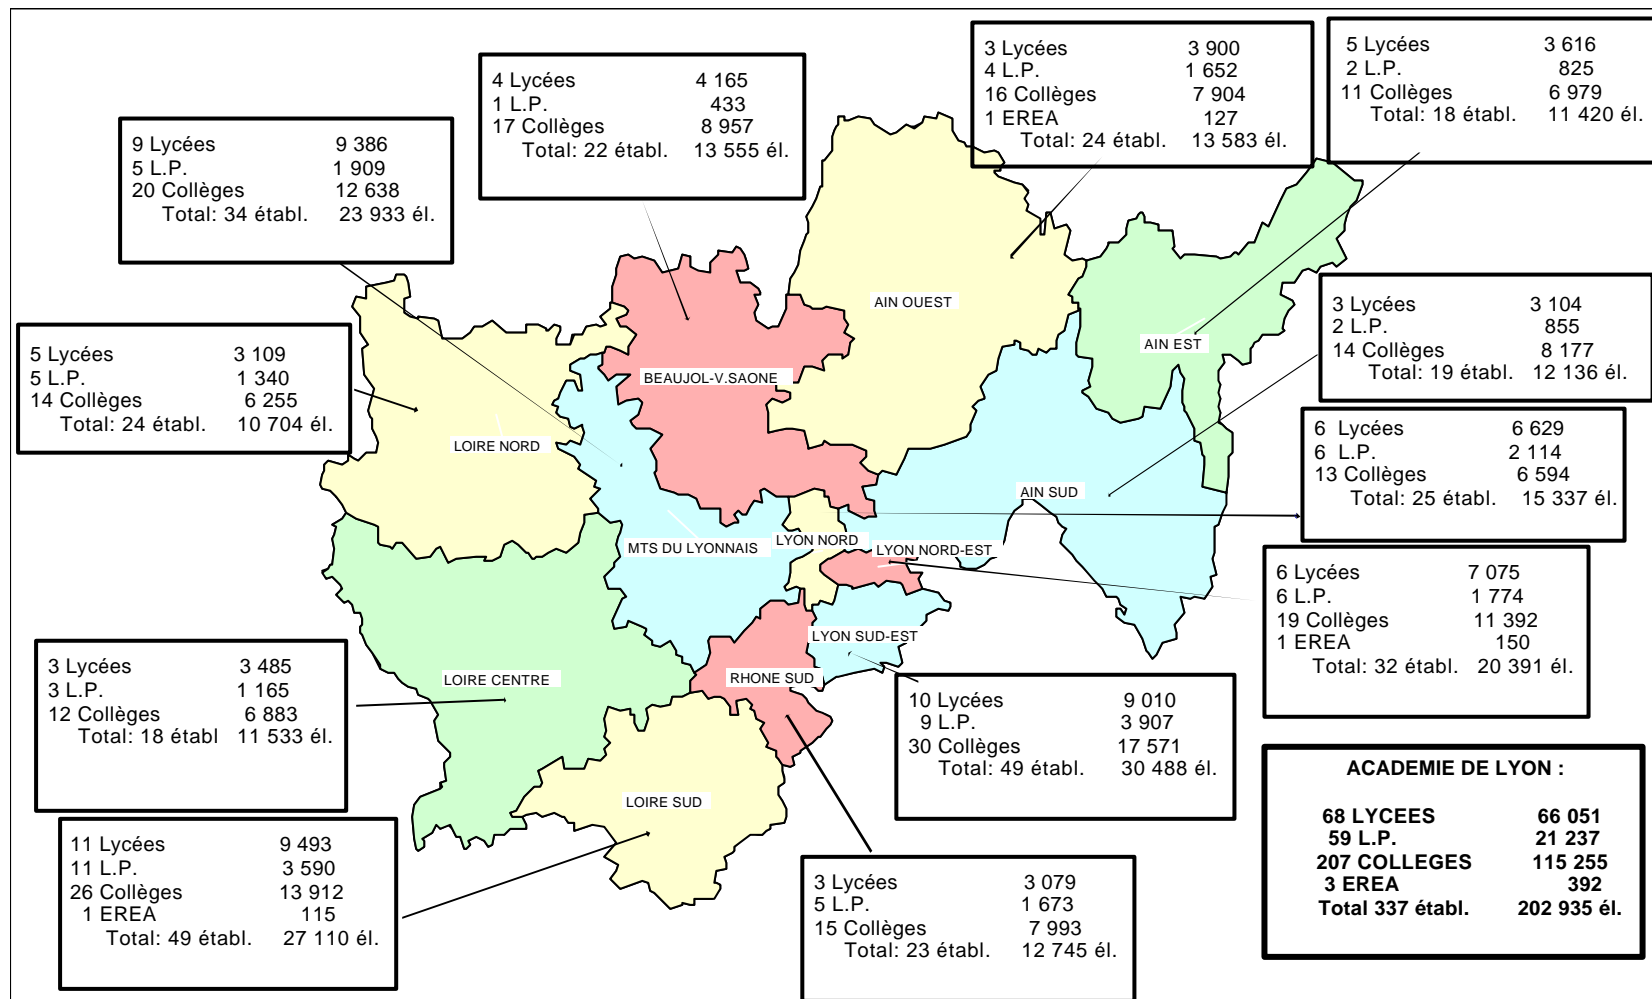 3 Lycées 3 900
4 L.P. 1 652
16 Collèges 7 904
1 EREA 127
Total: 24 établ. 13 583 él.
5 Lycées 3 616
2 L.P. 825
11 Collèges 6 979
Total: 18 établ. 11 420 él.
4 Lycées 4 165
1 L.P. 433
17 Collèges 8 957
Total: 22 établ. 13 555 él.
9 Lycées 9 386
5 L.P. 1 909
20 Collèges 12 638
Total: 34 établ. 23 933 él.
AIN OUEST
3 Lycées 3 104
2 L.P. 855
14 Collèges 8 177
Total: 19 établ. 12 136 él.
AIN EST
5 Lycées 3 109
5 L.P. 1 340
14 Collèges 6 255
Total: 24 établ. 10 704 él.
BEAUJOL-V.SAONE
LOIRE NORD
6 Lycées 6 629
6 L.P. 2 114
13 Collèges 6 594
Total: 25 établ. 15 337 él.
AIN SUD
MTS DU LYONNAIS
LYON NORD
LYON NORD-EST
6 Lycées 7 075
6 L.P. 1 774
19 Collèges 11 392
1 EREA 150
Total: 32 établ. 20 391 él.
LYON SUD-EST
3 Lycées 3 485
3 L.P. 1 165
12 Collèges 6 883
Total: 18 établ 11 533 él.
LOIRE CENTRE
RHONE SUD
10 Lycées 9 010
9 L.P. 3 907
30 Collèges 17 571
Total: 49 établ. 30 488 él.
LOIRE SUD
ACADEMIE DE LYON :
68 LYCEES 66 051
59 L.P. 21 237
207 COLLEGES 115 255
3 EREA 392
Total 337 établ. 202 935 él.
11 Lycées 9 493
11 L.P. 3 590
26 Collèges 13 912
1 EREA 115
Total: 49 établ. 27 110 él.
3 Lycées 3 079
5 L.P. 1 673
15 Collèges 7 993
Total: 23 établ. 12 745 él.